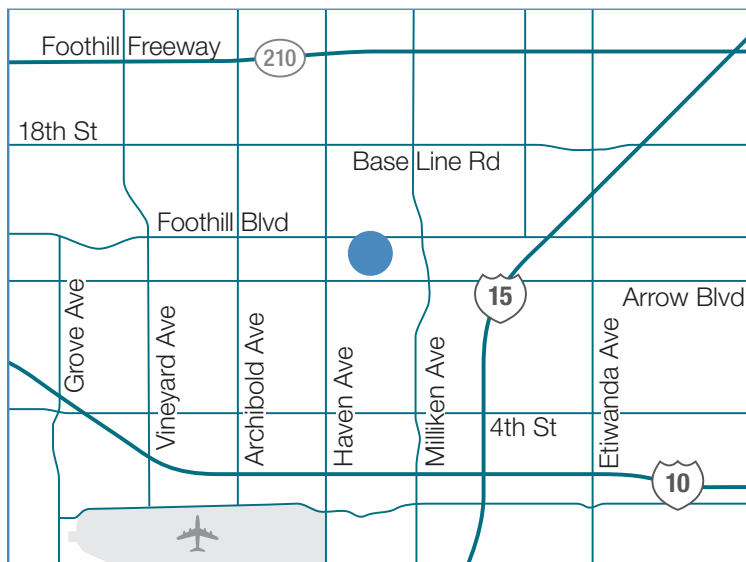 Foothill Freeway
210
18th St
Base Line Rd
Foothill Blvd
15
Arrow Blvd
Grove Ave
Vineyard Ave
Archibold Ave
Haven Ave
Milliken Ave
Etiwanda Ave
4th St
10